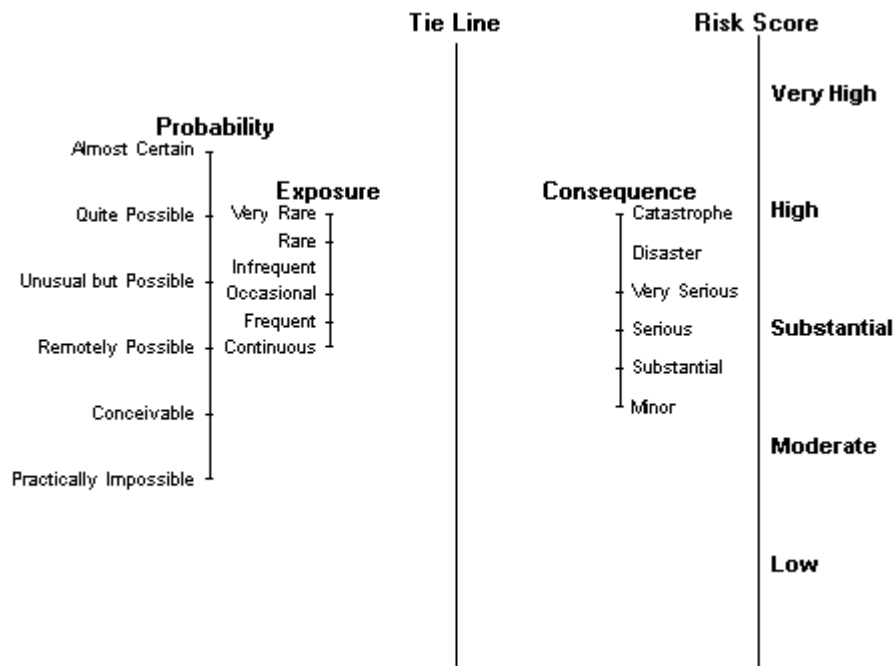 Tie Line
Risk Score
Very High
Probability
Almost Certain
Quite Possible
Unusual but Possible
Remotely Possible
Conceivable
Practically Impossible
Exposure
Very Rare
Rare
Infrequent
Occasional
Frequent
Continuous
Consequence
Catastrophe
Disaster
Very Serious
Serious
Substantial
Minor
High
Substantial
Moderate
Low